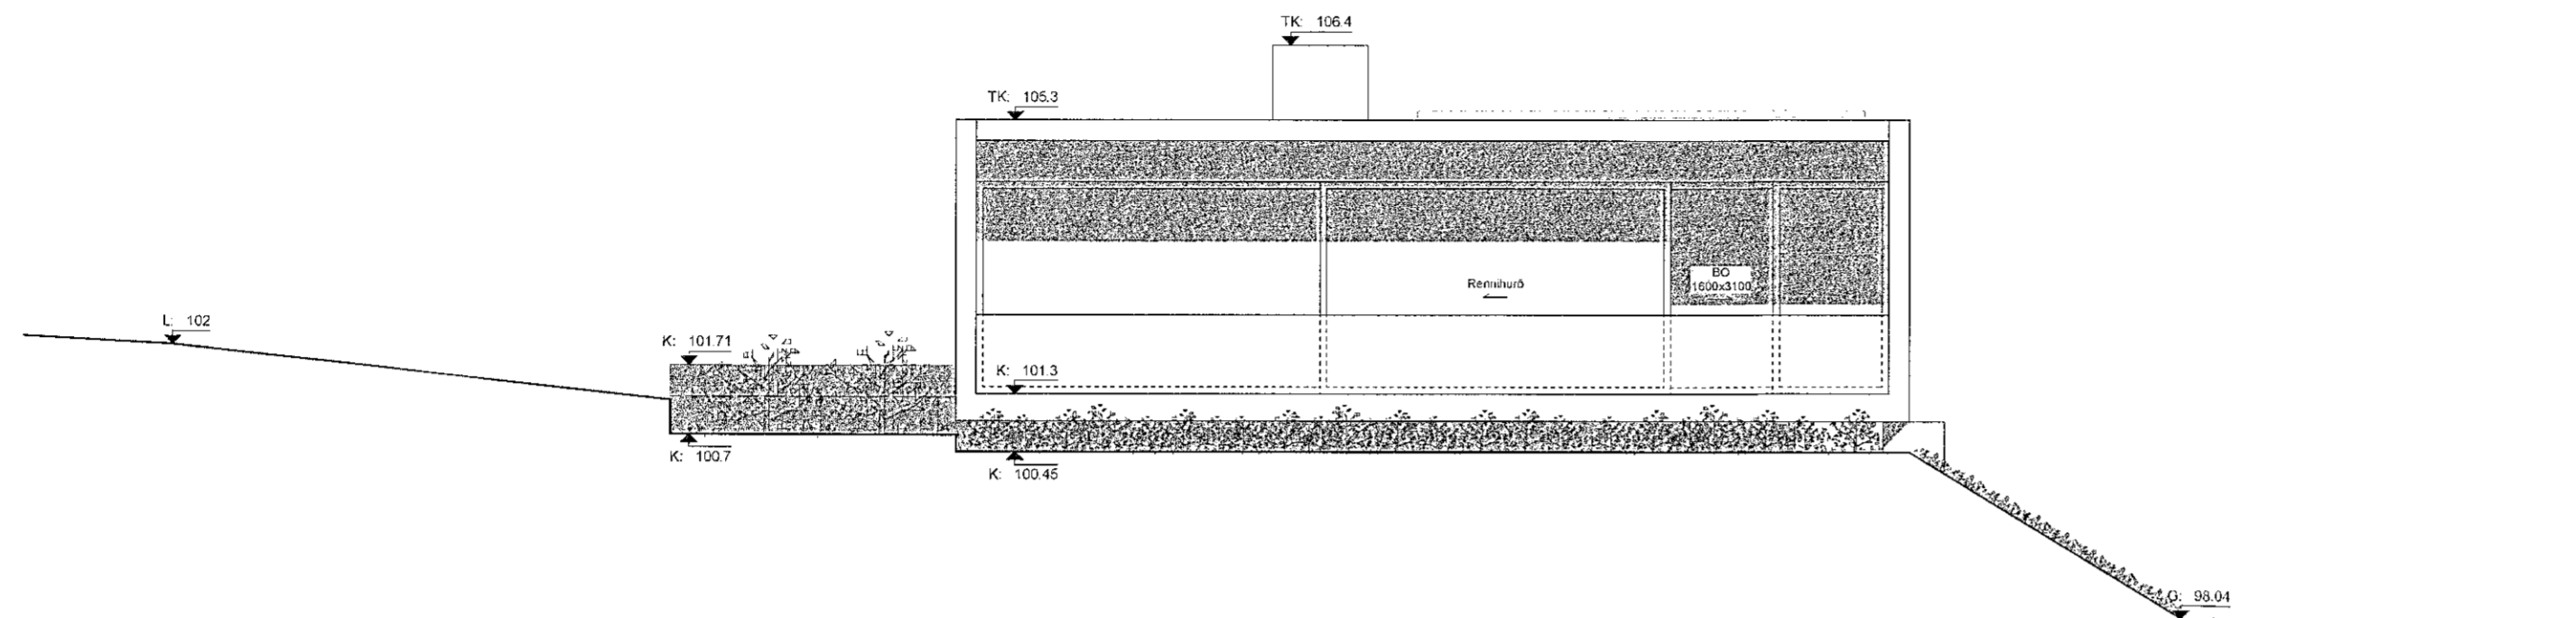 TK: 106.4
TK: 105.3
Rennihurð
BO
1600x3100
L: 102
K: 101.71
K: 101.3
K: 100.7
K: 100.45
G: 98.04